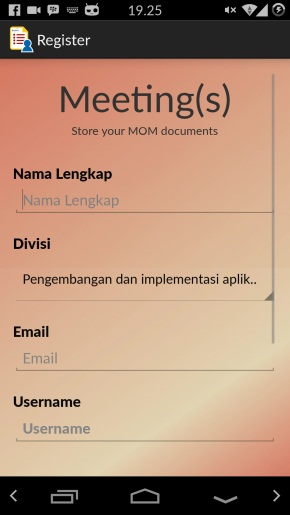 19.25
Register
Meeting(s)
Store your MOM documents
Nama Lengkap
Nama Lengkap
Divisi
Pengembangan dan implementasi aplik..
Email
Email
Username
Username